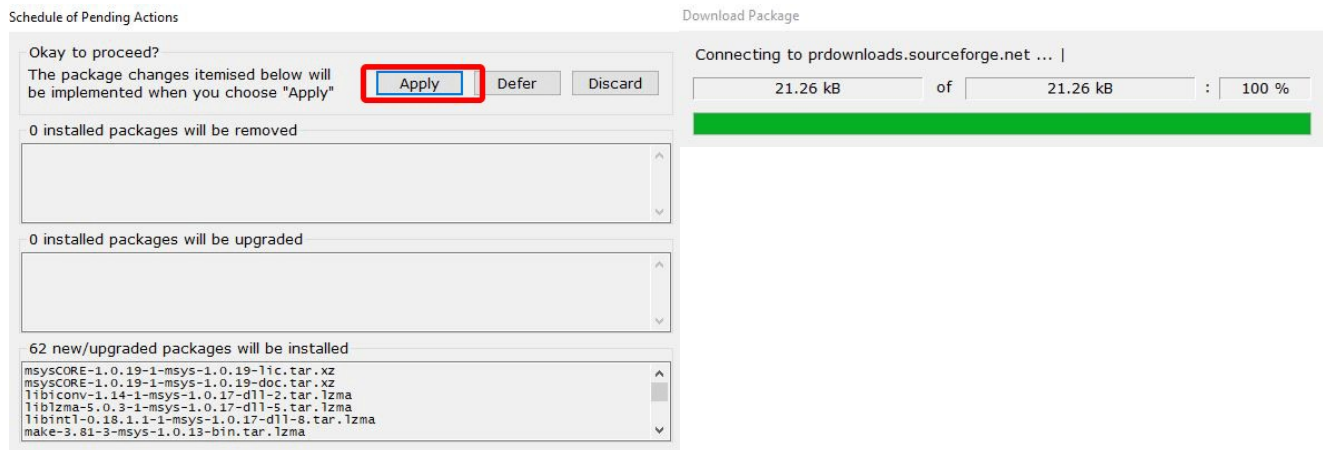 Schedule of Pending Actions
Okay to proceed?
The package changes itemised below will
be implemented when you choose "Apply"
Apply
Defer
Discard
0 installed packages will be removed
0 installed packages will be upgraded
62 new/upgraded packages will be installed
msysCORE-1.0.19-1-msys-1.0.19-lic.tar.xz
msysCORE-1.0.19-1-msys-1.0.19-doc.tar.xz
libiconv-1.14-1-msys-1.0.17-dll-2.tar.lzma
liblzma-5.0.3-1-msys-1.0.17-dll-5.tar.lzma
libintl-0.18.1.1-1-msys-1.0.17-dll-8.tar.lzma
make-3.81-3-msys-1.0.13-bin.tar.lzma
Download Package
Connecting to prdownloads.sourceforge.net ... |
21.26 kB of 21.26 kB : 100 %